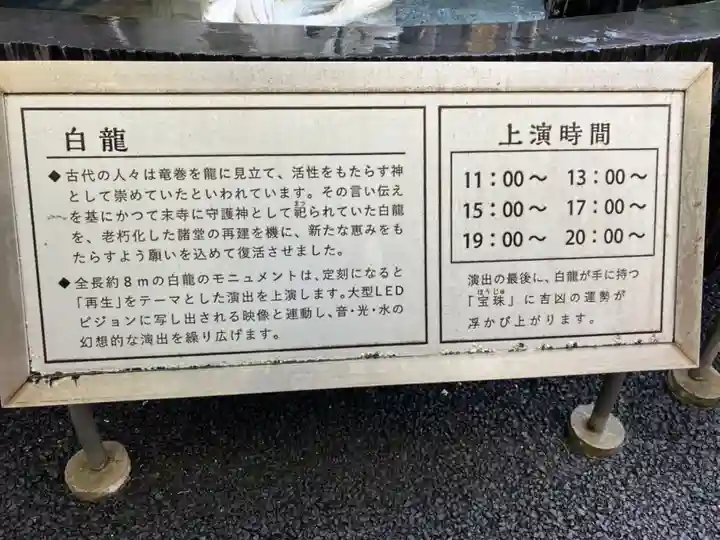 白龍
◆古代の人々は竜巻を龍に見立て、活性をもたらす神
として崇めていたといわれています。その言い伝え
を基にかつて末寺に守護神として祀られていた白龍
まつ
を、老朽化した諸堂の再建を機に、新たな恵みをも
たらすよう願いを込めて復活させました。
◆全長約8mの白龍のモニュメントは、定刻になると
「再生」をテーマとした演出を上演します。大型LED
ビジョンに写し出される映像と連動し、音・光・水の
幻想的な演出を繰り広げます。
上演時間
11：00～ 13：00～
15：00～ 17：00～
19：00～ 20：00～
演出の最後に、白龍が手に持つ
ほうじゅ
「宝珠」に吉凶の運勢が
浮かび上がります。